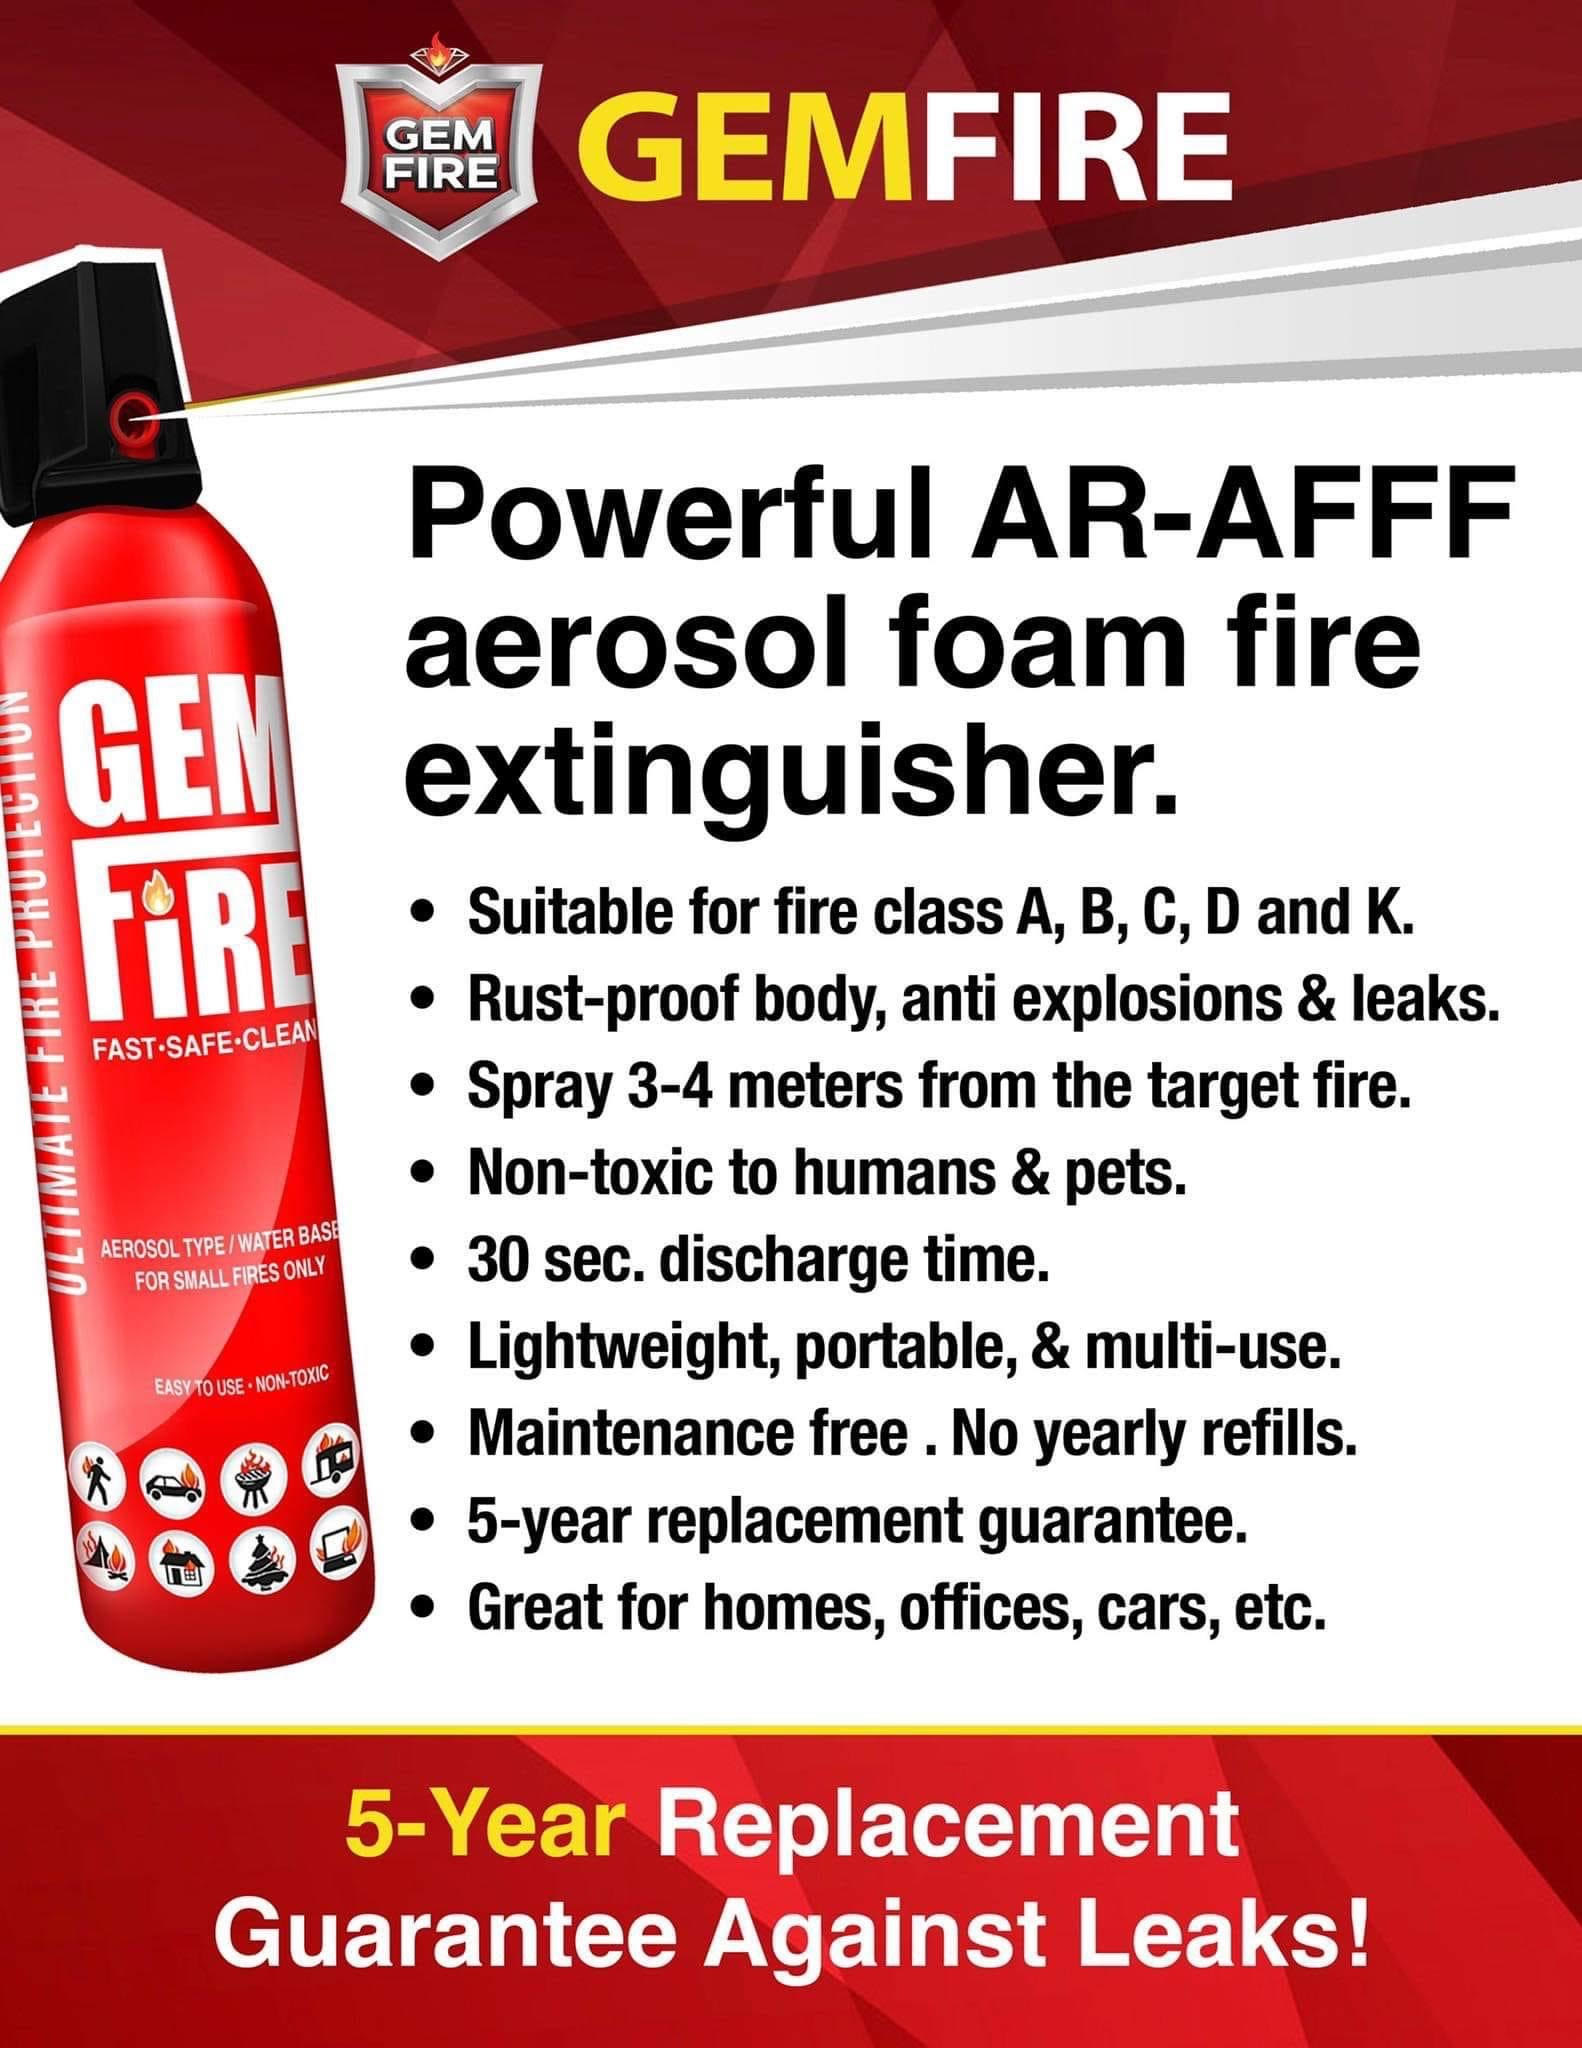 GEM
FIRE
GEMFIRE
Powerful AR-AFFF
aerosol foam fire
extinguisher.
• Suitable for fire class A, B, C, D and K.
• Rust-proof body, anti explosions & leaks.
• Spray 3-4 meters from the target fire.
• Non-toxic to humans & pets.
• 30 sec. discharge time.
• Lightweight, portable, & multi-use.
• Maintenance free . No yearly refills.
• 5-year replacement guarantee.
• Great for homes, offices, cars, etc.
ULTIMATE FIRE PROTECTION
GEM
FiRE
FAST•SAFE•CLEAN
AEROSOL TYPE / WATER BASE
FOR SMALL FIRES ONLY
EASY TO USE • NON-TOXIC
5-Year Replacement
Guarantee Against Leaks!